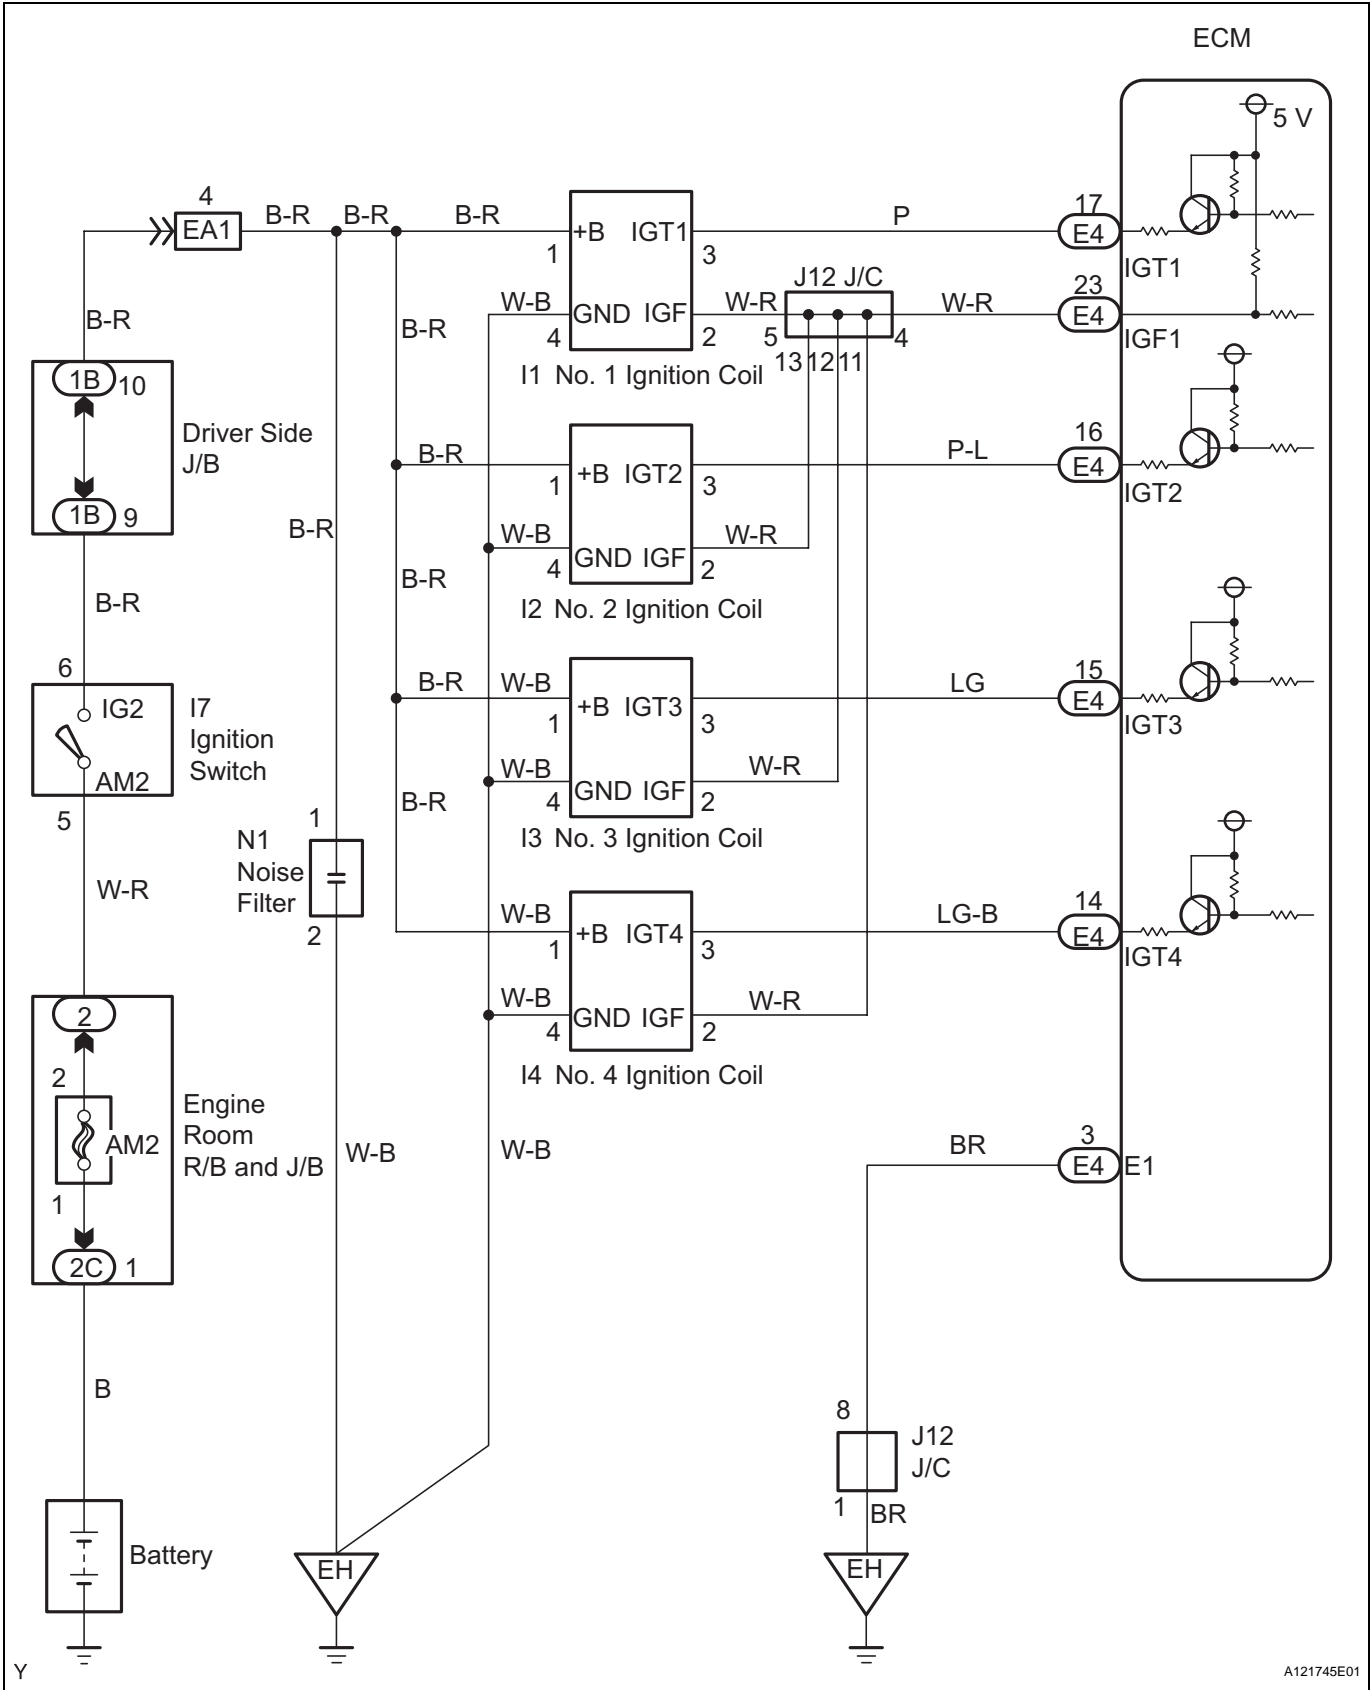 ECM
5 V
4
EA1
B-R
B-R
B-R
+B
IGT1
1
3
P
17
E4
IGT1
J12 J/C
B-R
B-R
W-B
GND
IGF
4
2
W-R
5
4
W-R
23
E4
IGF1
13
12
11
I1 No. 1 Ignition Coil
1B
10
Driver Side
J/B
1B
9
B-R
+B
IGT2
1
3
P-L
16
E4
IGT2
B-R
W-B
GND
IGF
4
2
W-R
B-R
I2 No. 2 Ignition Coil
B-R
6
IG2
I7
Ignition
Switch
AM2
5
B-R
W-B
+B
IGT3
1
3
LG
15
E4
IGT3
W-B
GND
IGF
4
2
W-R
B-R
I3 No. 3 Ignition Coil
W-R
N1
Noise
Filter
1
2
W-B
+B
IGT4
1
3
LG-B
14
E4
IGT4
W-B
GND
IGF
4
2
W-R
I4 No. 4 Ignition Coil
2
2
AM2
1
2C
1
Engine
Room
R/B and J/B
W-B
W-B
BR
3
E4
E1
B
8
J12
J/C
1
BR
Battery
EH
EH
Y
A121745E01